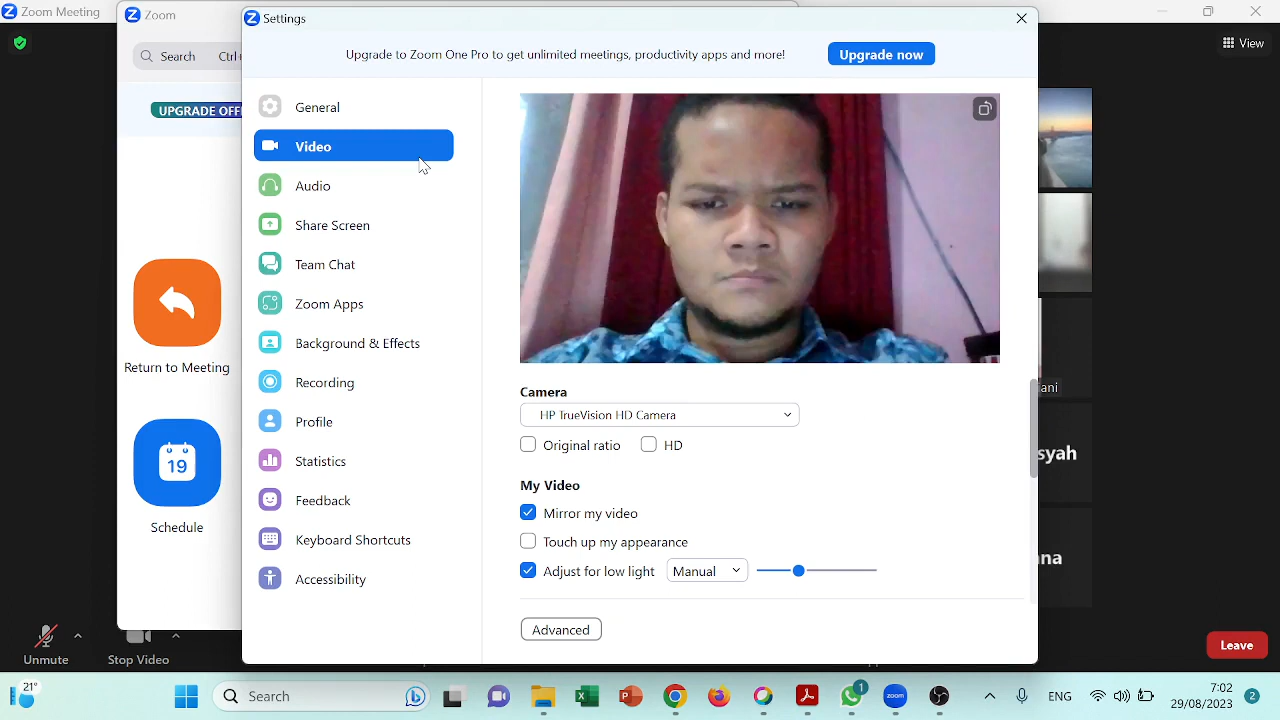 Zoom Meeting
Zoom
Settings
View
Search Ctrl
Upgrade to Zoom One Pro to get unlimited meetings, productivity apps and more!
Upgrade now
UPGRADE OFF
General
Video
Audio
Share Screen
Team Chat
Zoom Apps
Background & Effects
Recording
Profile
Statistics
Feedback
Keyboard Shortcuts
Accessibility
Return to Meeting
19
Schedule
Camera
HP TrueVision HD Camera
Original ratio
HD
My Video
Mirror my video
Touch up my appearance
Adjust for low light
Manual
Advanced
ani
syah
na
Unmute
Stop Video
Leave
21°
Search
zoom
1
ENG
7:02
29/08/2023
2